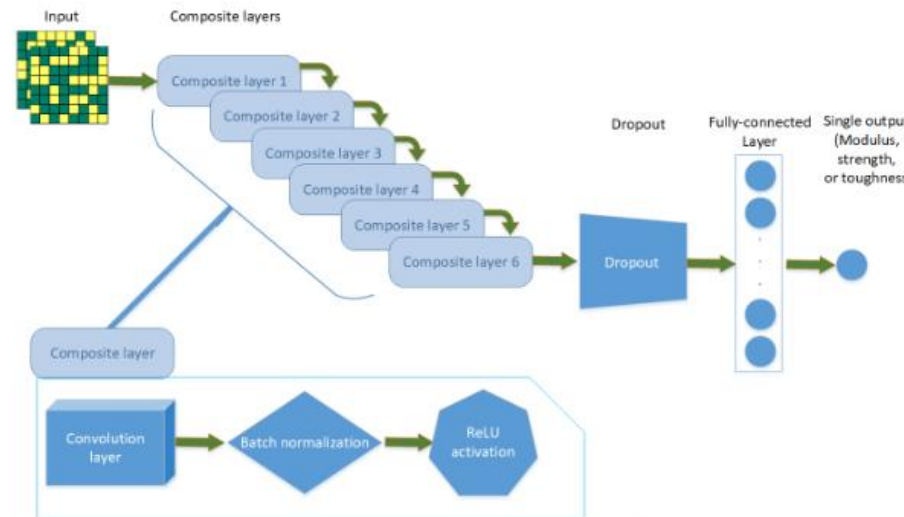 Input
Composite layers
Composite layer 1
Composite layer 2
Composite layer 3
Composite layer 4
Composite layer 5
Composite layer 6
Dropout
Dropout
Fully-connected
Layer
Single output
(Modulus,
strength,
or toughness
Composite layer
Convolution
layer
Batch normalization
ReLU
activation